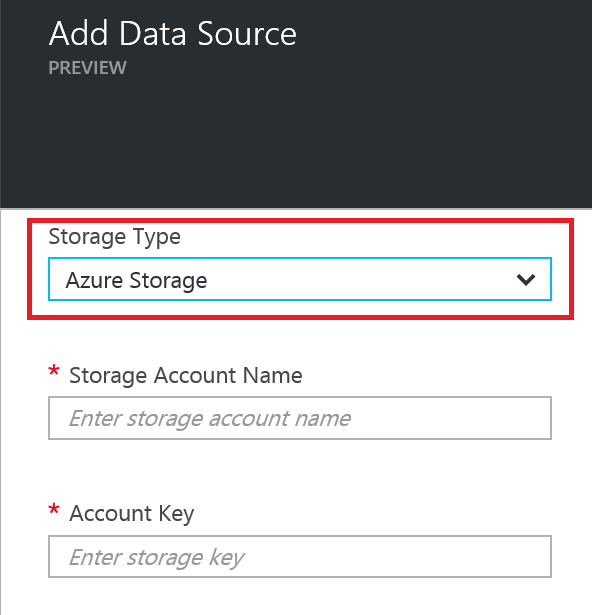 Add Data Source
PREVIEW
Storage Type
Azure Storage
* Storage Account Name
Enter storage account name
* Account Key
Enter storage key